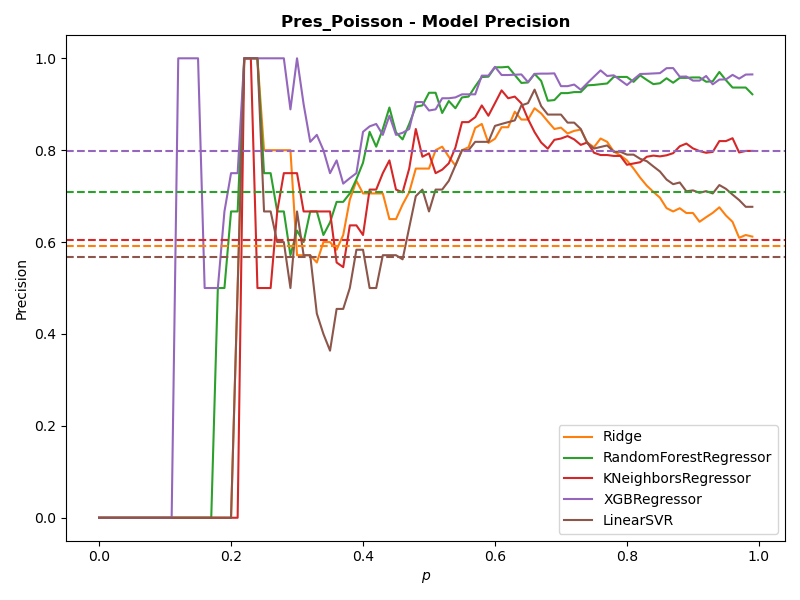 Pres_Poisson - Model Precision
Precision
1.0
0.8
0.6
0.4
0.2
0.0
0.0 0.2 0.4 0.6 0.8 1.0
p
Ridge
RandomForestRegressor
KNeighborsRegressor
XGBRegressor
LinearSVR